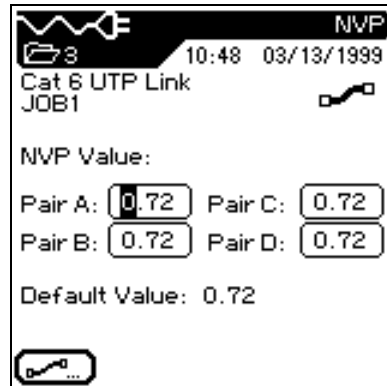 NVP
3 10:48 03/13/1999
Cat 6 UTP Link
JOB1
NVP Value:
Pair A: 0.72 Pair C: 0.72
Pair B: 0.72 Pair D: 0.72
Default Value: 0.72
...